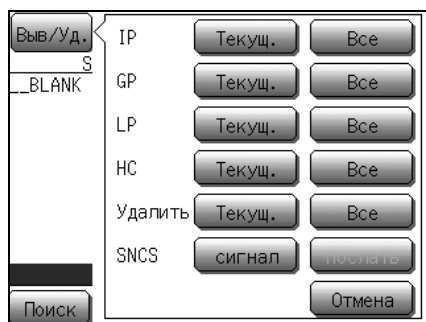 Выв/Уд.
S
__BLANK
Поиск
IP Текущ. Все
GP Текущ. Все
LP Текущ. Все
HC Текущ. Все
Удалить Текущ. Все
SNCS сигнал послать
Отмена